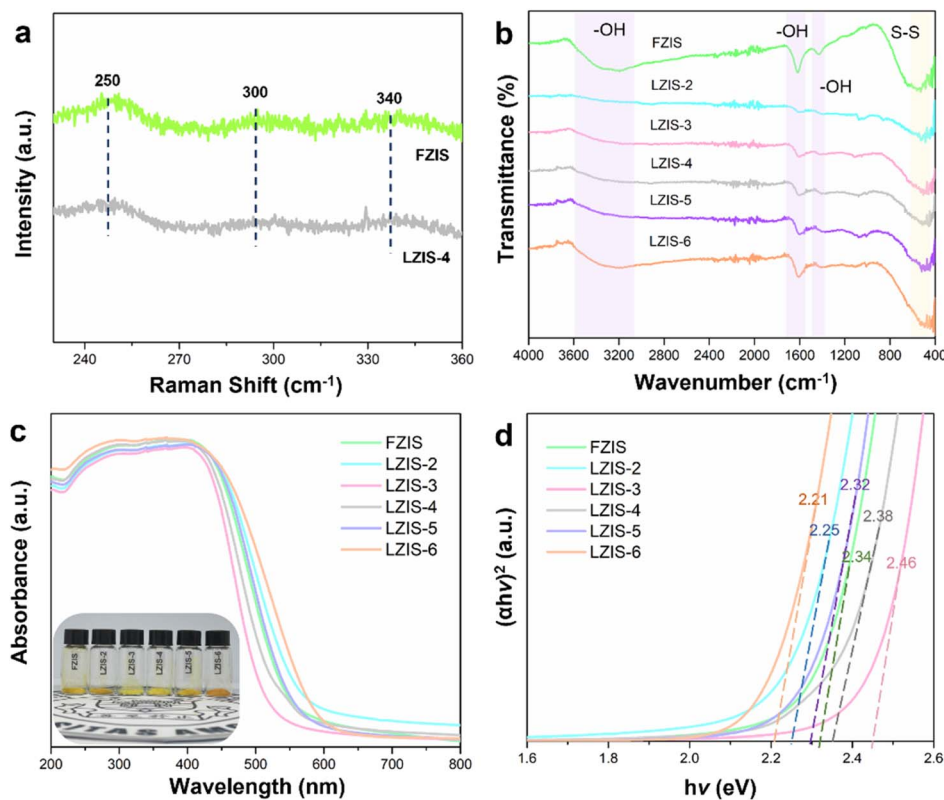 a
250
300
340
FZIS
LZIS-4
Intensity (a.u.)
240 270 300 330 360
Raman Shift (cm⁻¹)
b
-OH
-OH
FZIS
S-S
LZIS-2
-OH
LZIS-3
LZIS-4
LZIS-5
LZIS-6
Transmittance (%)
4000 3600 3200 2800 2400 2000 1600 1200 800 400
Wavenumber (cm⁻¹)
c
FZIS
LZIS-2
LZIS-3
LZIS-4
LZIS-5
LZIS-6
Absorbance (a.u.)
FZIS LZIS-2 LZIS-3 LZIS-4 LZIS-5 LZIS-6
200 300 400 500 600 700 800
Wavelength (nm)
d
FZIS
LZIS-2
LZIS-3
LZIS-4
LZIS-5
LZIS-6
2.21
2.32
2.25
2.38
2.34
2.46
(αhν)²  (a.u.)
1.6 1.8 2.0 2.2 2.4 2.6
hν (eV)